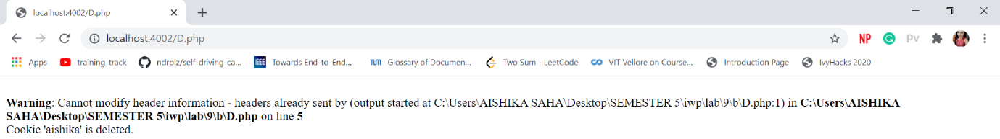 localhost:4002/D.php
localhost:4002/D.php
NP
Pv
Apps training_track ndrplz/self-driving-ca... IEEE Towards End-to-End... TUM Glossary of Documen... Two Sum - LeetCode VIT Vellore on Course... Introduction Page IvyHacks 2020
Warning: Cannot modify header information - headers already sent by (output started at C:\Users\AISHIKA SAHA\Desktop\SEMESTER 5\iwp\lab\9\b\D.php:1) in C:\Users\AISHIKA
SAHA\Desktop\SEMESTER 5\iwp\lab\9\b\D.php on line 5
Cookie 'aishika' is deleted.